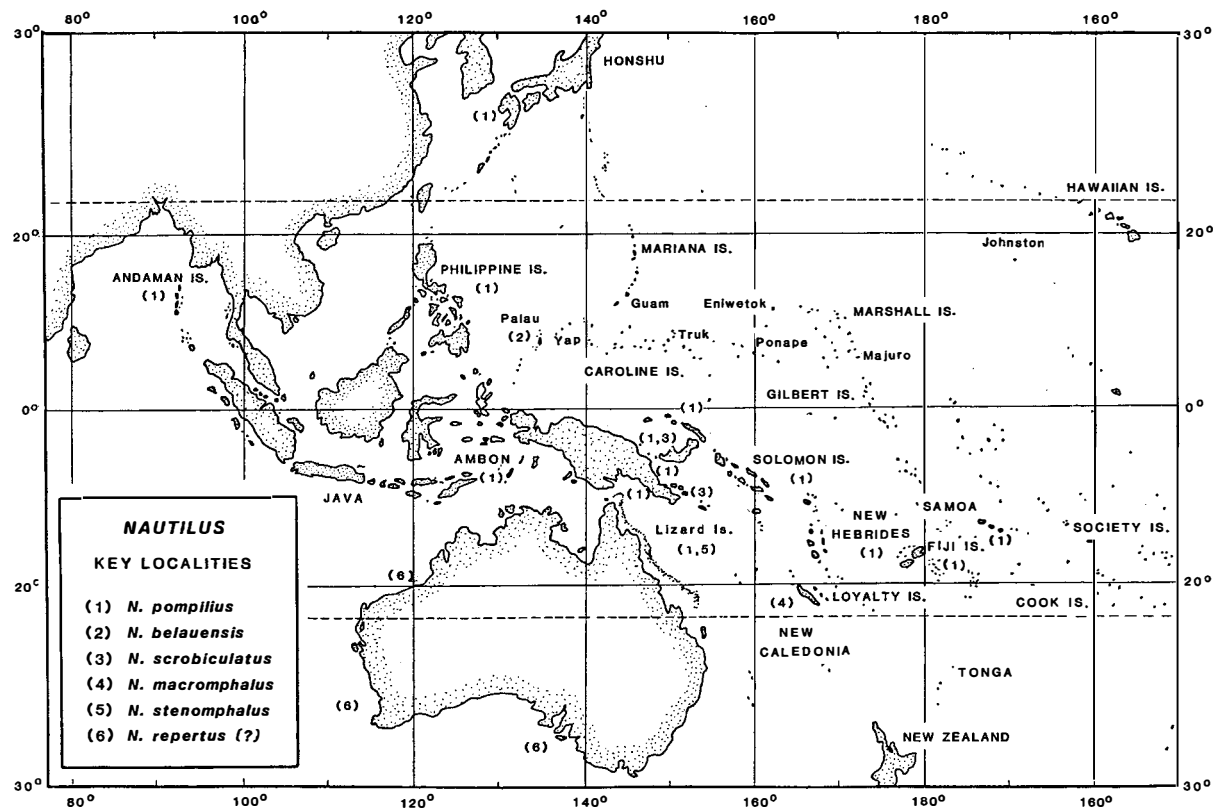 80° 100° 120° 140° 160° 180° 160°
30° 30°
HONSHU
(1)
HAWAIIAN IS.
20° 20°
Johnston
MARIANA IS.
ANDAMAN IS.
(1)
PHILIPPINE IS.
(1)
Guam Eniwetok
MARSHALL IS.
Palau
(2)
Yap Truk Ponape
Majuro
CAROLINE IS.
GILBERT IS.
0° 0°
(1)
(1,3)
AMBON
(1)
(1)
SOLOMON IS.
(1)
JAVA
(1) (3)
SAMOA
(1)
Lizard Is.
(1,5)
NEW
HEBRIDES
(1)
FIJI IS.
(1)
SOCIETY IS.
(6)
20° 20°
(4)
LOYALTY IS.
COOK IS.
NEW
CALEDONIA
TONGA
(6)
(6)
NEW ZEALAND
30° 30°
80° 100° 120° 140° 160° 180° 160°
NAUTILUS
KEY LOCALITIES
(1) N. pompilius
(2) N. belauensis
(3) N. scrobiculatus
(4) N. macromphalus
(5) N. stenomphalus
(6) N. repertus (?)